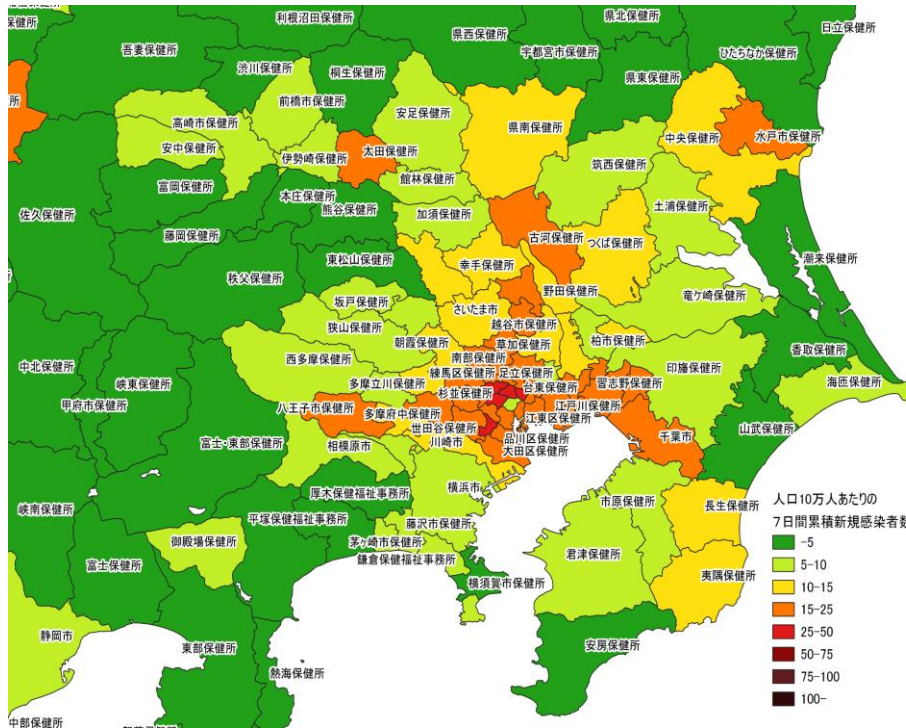 利根沼田保健所
県西保健所
県北保健所
日立保健所
吾妻保健所
渋川保健所
桐生保健所
宇都宮市保健所
ひたちなか保健所
県東保健所
前橋市保健所
高崎市保健所
安足保健所
県南保健所
中央保健所
水戸市保健所
安中保健所
伊勢崎保健所
太田保健所
富岡保健所
館林保健所
筑西保健所
本庄保健所
熊谷保健所
加須保健所
土浦保健所
佐久保健所
藤岡保健所
古河保健所
つくば保健所
東松山保健所
幸手保健所
潮来保健所
秩父保健所
野田保健所
坂戸保健所
さいたま市
竜ケ崎保健所
狭山保健所
越谷市保健所
朝霞保健所
草加保健所
柏市保健所
香取保健所
中北保健所
峡東保健所
西多摩保健所
南部保健所
印旛保健所
練馬区保健所
足立保健所
海匝保健所
多摩立川保健所
杉並保健所
台東保健所
習志野保健所
甲府市保健所
八王子市保健所
多摩府中保健所
江戸川保健所
江東区保健所
世田谷保健所
山武保健所
富士・東部保健所
川崎市
品川区保健所
千葉市
相模原市
大田区保健所
厚木保健福祉事務所
横浜市
市原保健所
長生保健所
峡南保健所
平塚保健福祉事務所
藤沢市保健所
御殿場保健所
茅ヶ崎市保健所
君津保健所
富士保健所
鎌倉保健福祉事務所
横須賀市保健所
夷隅保健所
静岡市
東部保健所
安房保健所
熱海保健所
中部保健所
人口10万人あたりの
7日間累積新規感染者数
-5
5-10
10-15
15-25
25-50
50-75
75-100
100-